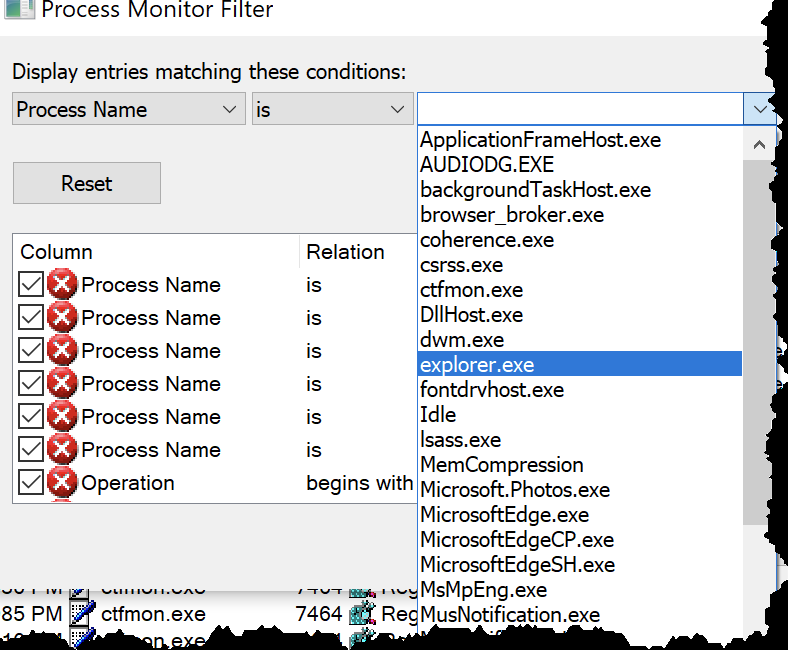 Process Monitor Filter
Display entries matching these conditions:
Process Name is
ApplicationFrameHost.exe
AUDIODG.EXE
backgroundTaskHost.exe
browser_broker.exe
coherence.exe
csrss.exe
ctfmon.exe
DllHost.exe
dwm.exe
explorer.exe
fontdrvhost.exe
Idle
lsass.exe
MemCompression
Microsoft.Photos.exe
MicrosoftEdge.exe
MicrosoftEdgeCP.exe
MicrosoftEdgeSH.exe
MsMpEng.exe
MusNotification.exe
Reset
Column Relation
Process Name is
Process Name is
Process Name is
Process Name is
Process Name is
Process Name is
Operation begins with
PM ctfmon.exe 7464 Reg
85 PM ctfmon.exe 7464 Reg
PM ctfmon.exe